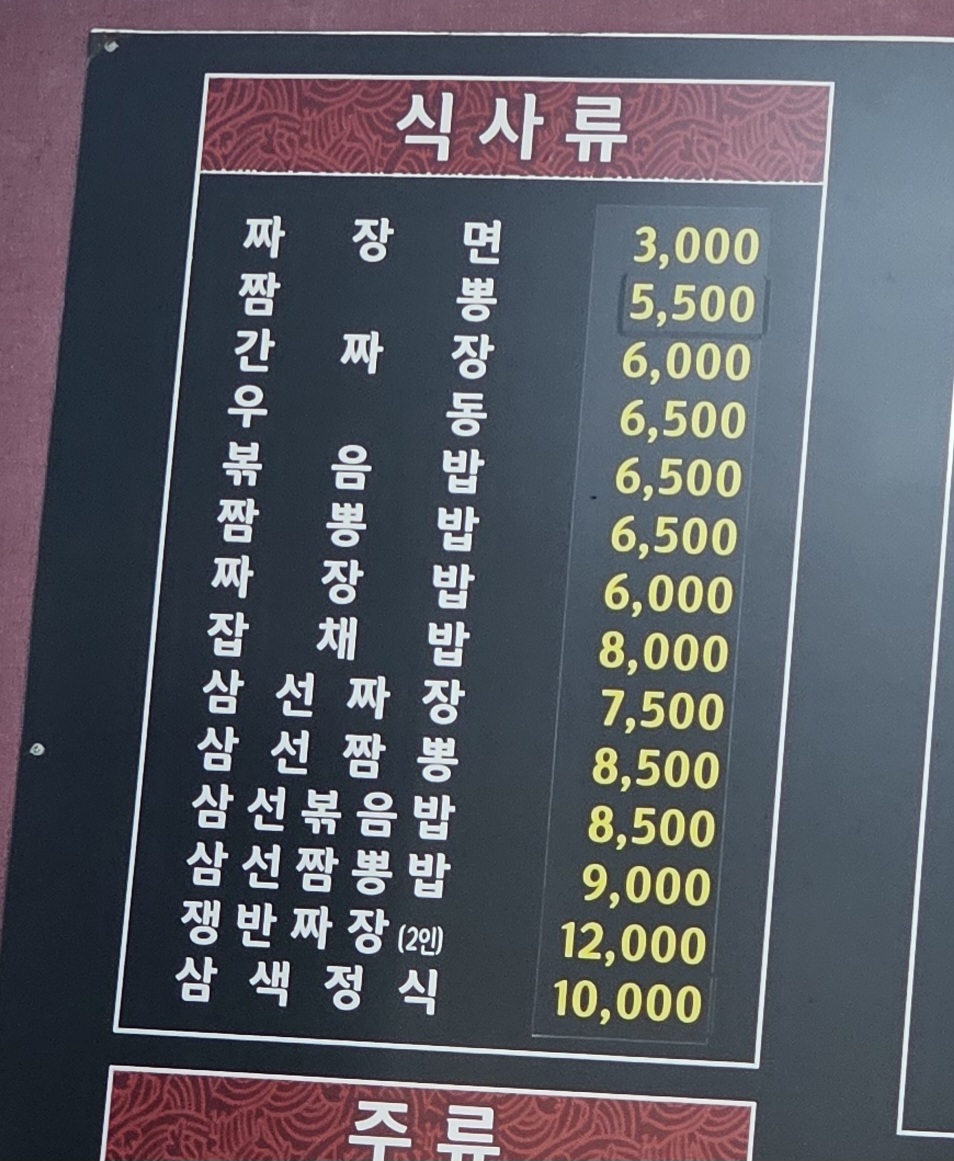 식사류
짜장면 3,000
짬뽕 5,500
간짜장 6,000
우동 6,500
볶음밥 6,500
짬뽕밥 6,500
짜장밥 6,000
잡채밥 8,000
삼선짜장 7,500
삼선짬뽕 8,500
삼선볶음밥 8,500
삼선짬뽕밥 9,000
쟁반짜장(2인) 12,000
삼색정식 10,000
주류